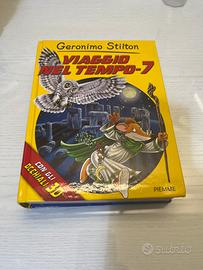 Geronimo Stilton
VIAGGIO
NEL TEMPO-7
CON GLI
OCCHIALI 3D
PIEMME
Subito